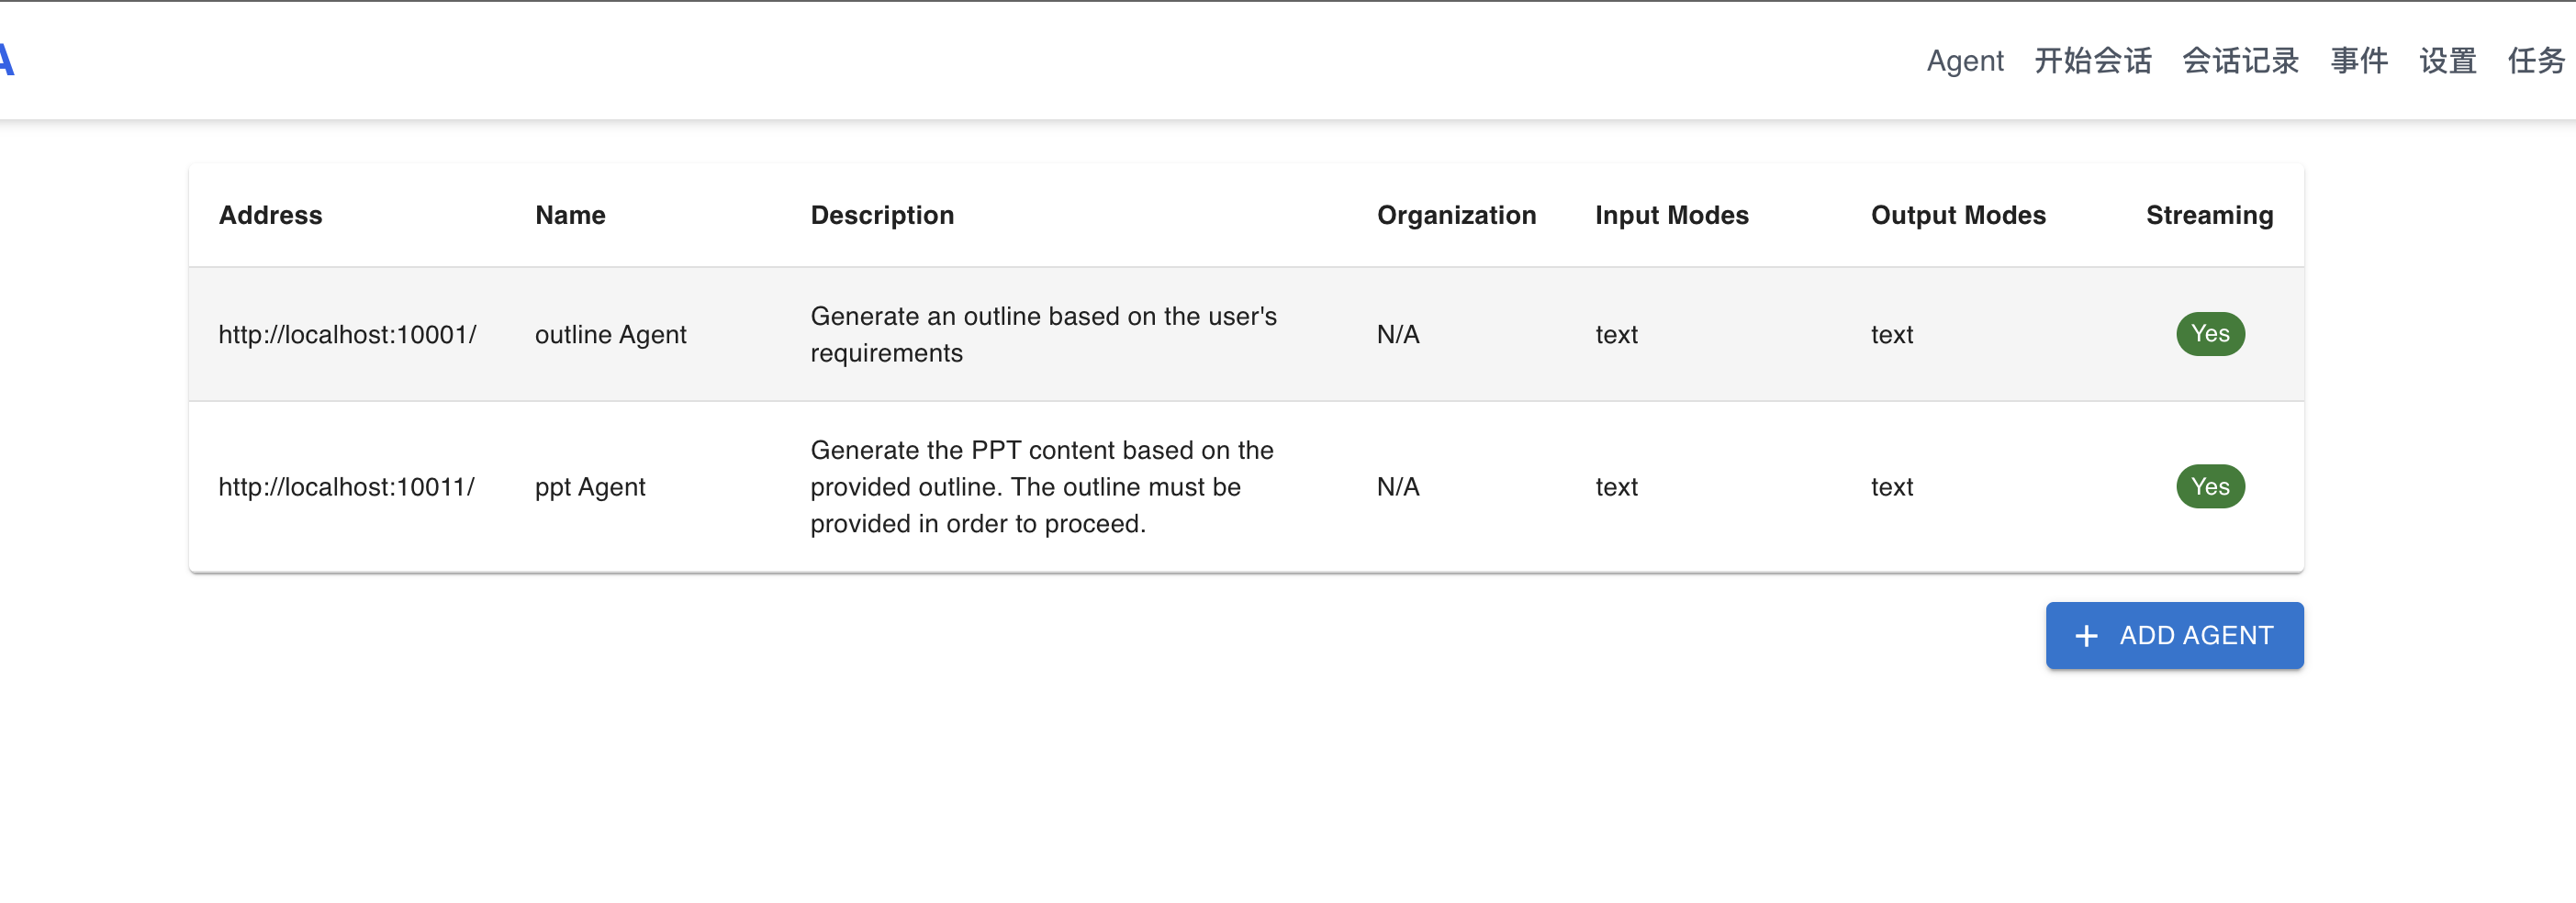 A
Agent 开始会话 会话记录 事件 设置 任务
Address Name Description Organization Input Modes Output Modes Streaming
http://localhost:10001/ outline Agent Generate an outline based on the user's
requirements N/A text text Yes
http://localhost:10011/ ppt Agent Generate the PPT content based on the
provided outline. The outline must be
provided in order to proceed. N/A text text Yes
+ ADD AGENT